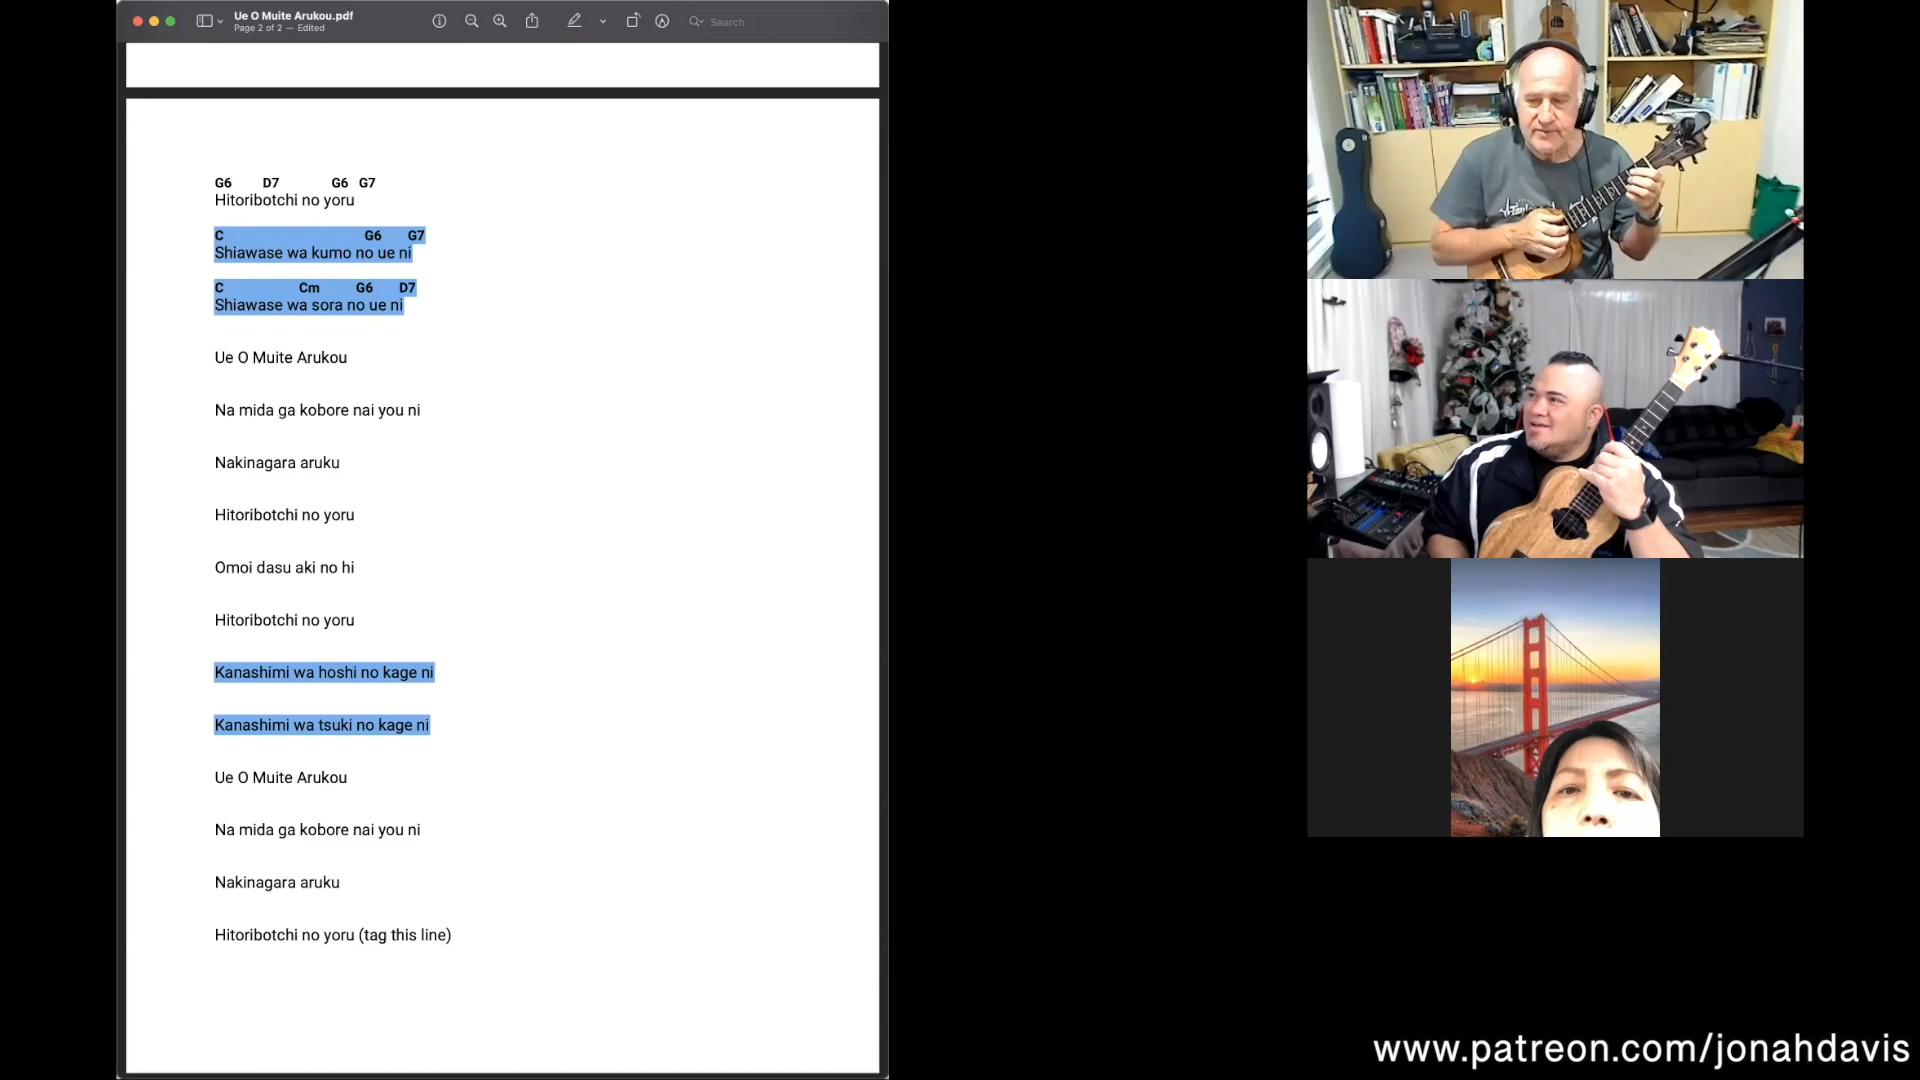 Ue O Muite Arukou.pdf
Page 2 of 2 — Edited
Search
G6 D7 G6 G7
Hitoribotchi no yoru
C G6 G7
Shiawase wa kumo no ue ni
C Cm G6 D7
Shiawase wa sora no ue ni
Ue O Muite Arukou
Na mida ga kobore nai you ni
Nakinagara aruku
Hitoribotchi no yoru
Omoi dasu aki no hi
Hitoribotchi no yoru
Kanashimi wa hoshi no kage ni
Kanashimi wa tsuki no kage ni
Ue O Muite Arukou
Na mida ga kobore nai you ni
Nakinagara aruku
Hitoribotchi no yoru (tag this line)
www.patreon.com/jonahdavis